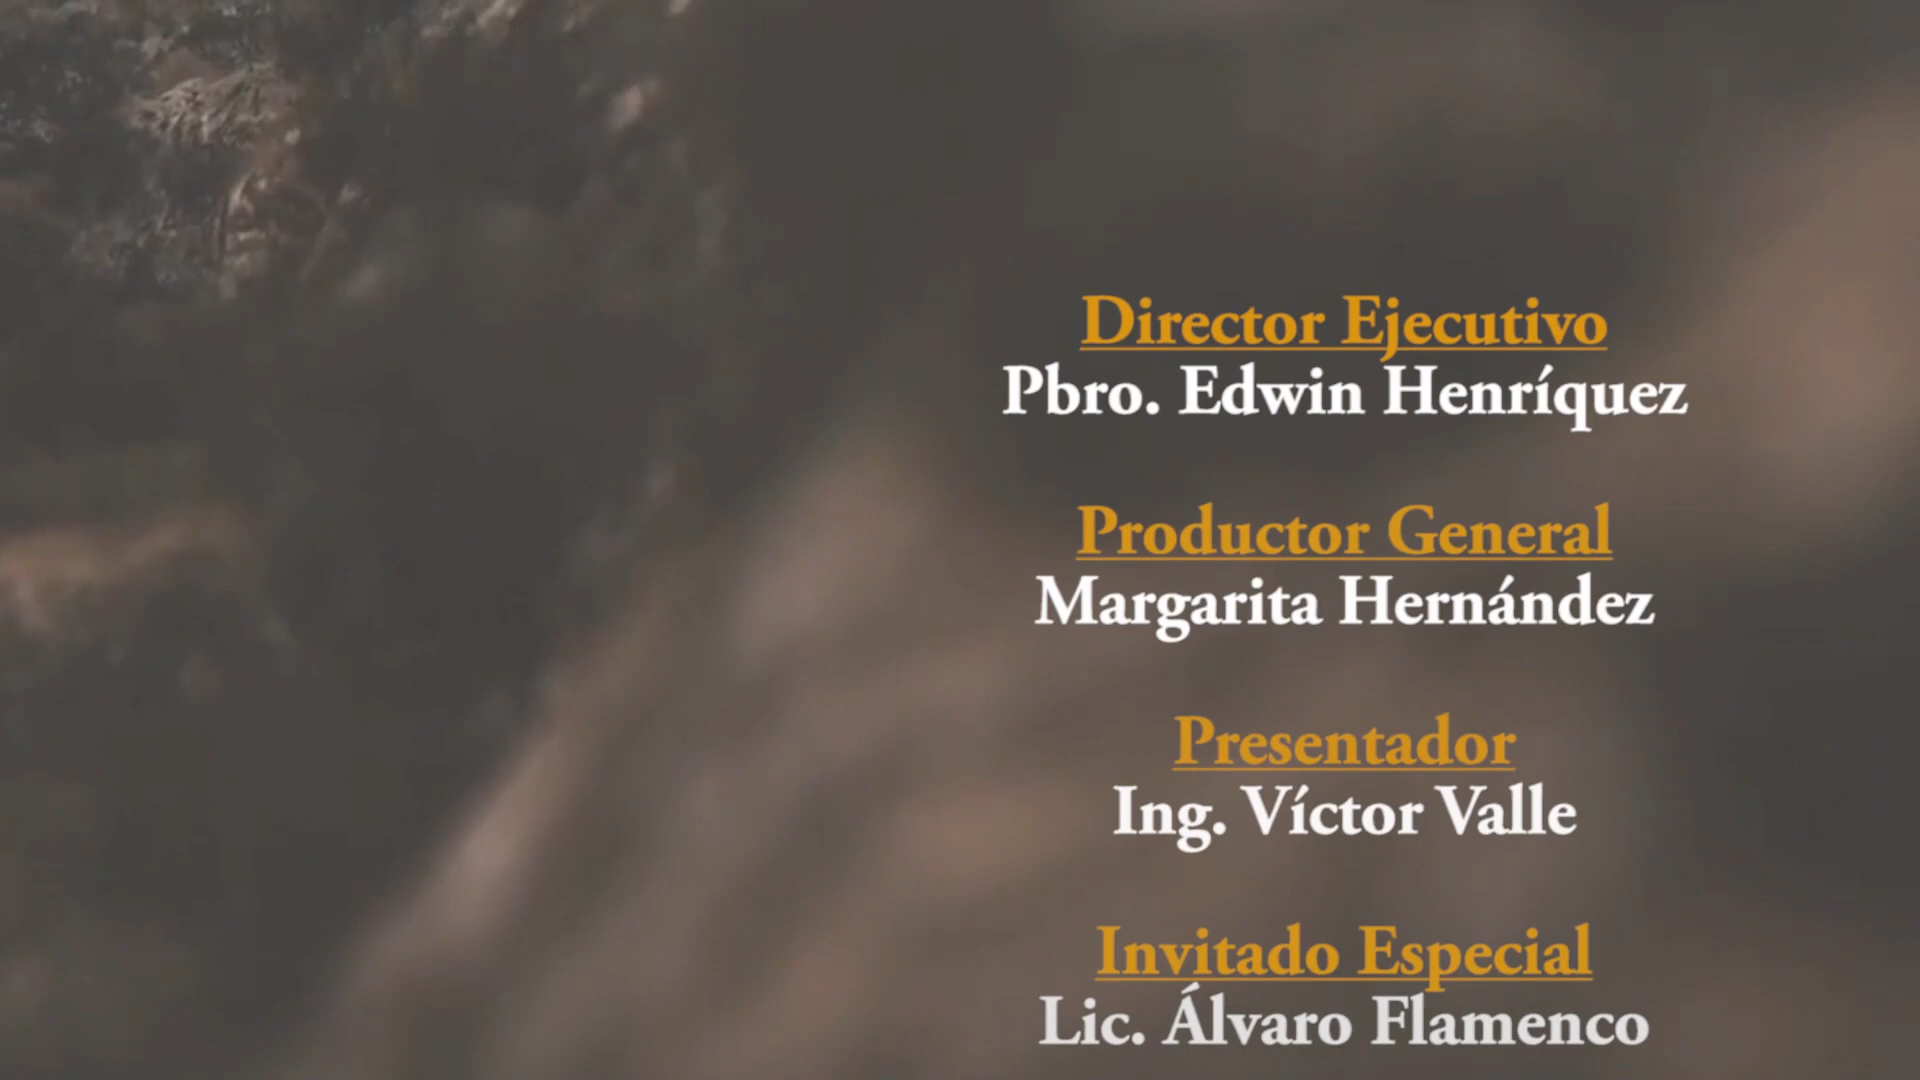 Director Ejecutivo
Pbro. Edwin Henríquez
Productor General
Margarita Hernández
Presentador
Ing. Víctor Valle
Invitado Especial
Lic. Álvaro Flamenco